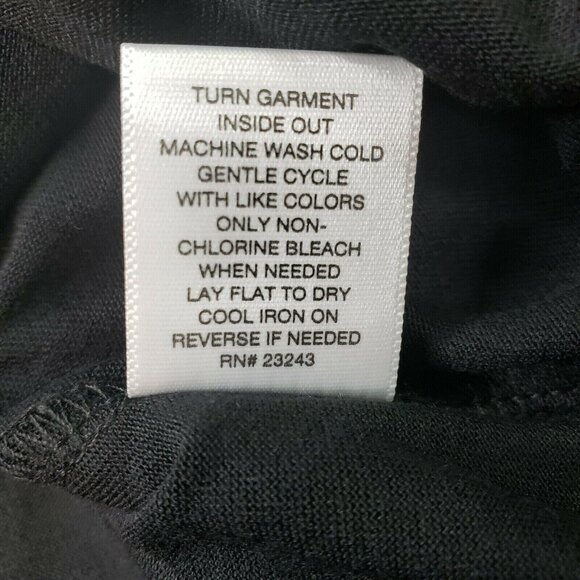 TURN GARMENT
INSIDE OUT
MACHINE WASH COLD
GENTLE CYCLE
WITH LIKE COLORS
ONLY NON-
CHLORINE BLEACH
WHEN NEEDED
LAY FLAT TO DRY
COOL IRON ON
REVERSE IF NEEDED
RN# 23243